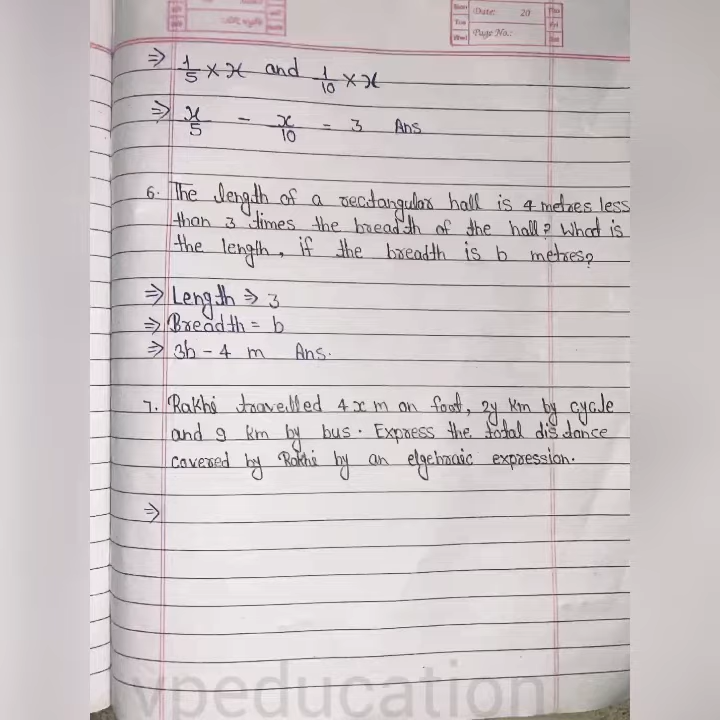 Date: 20
Page No.:
⇒ 1/5 × x and 1/10 × x
⇒ x/5 - x/10 = 3 Ans
6. The length of a rectangular hall is 4 metres less
than 3 times the breadth of the hall? What is
the length, if the breadth is b metres?
⇒ Length ⇒ 3
⇒ Breadth = b
⇒ 3b - 4 m Ans.
7. Rakhi travelled 4x m on foot, 2y km by cycle
and 9 km by bus. Express the total distance
covered by Rakhi by an elgebraic expression.
⇒
vpeducation